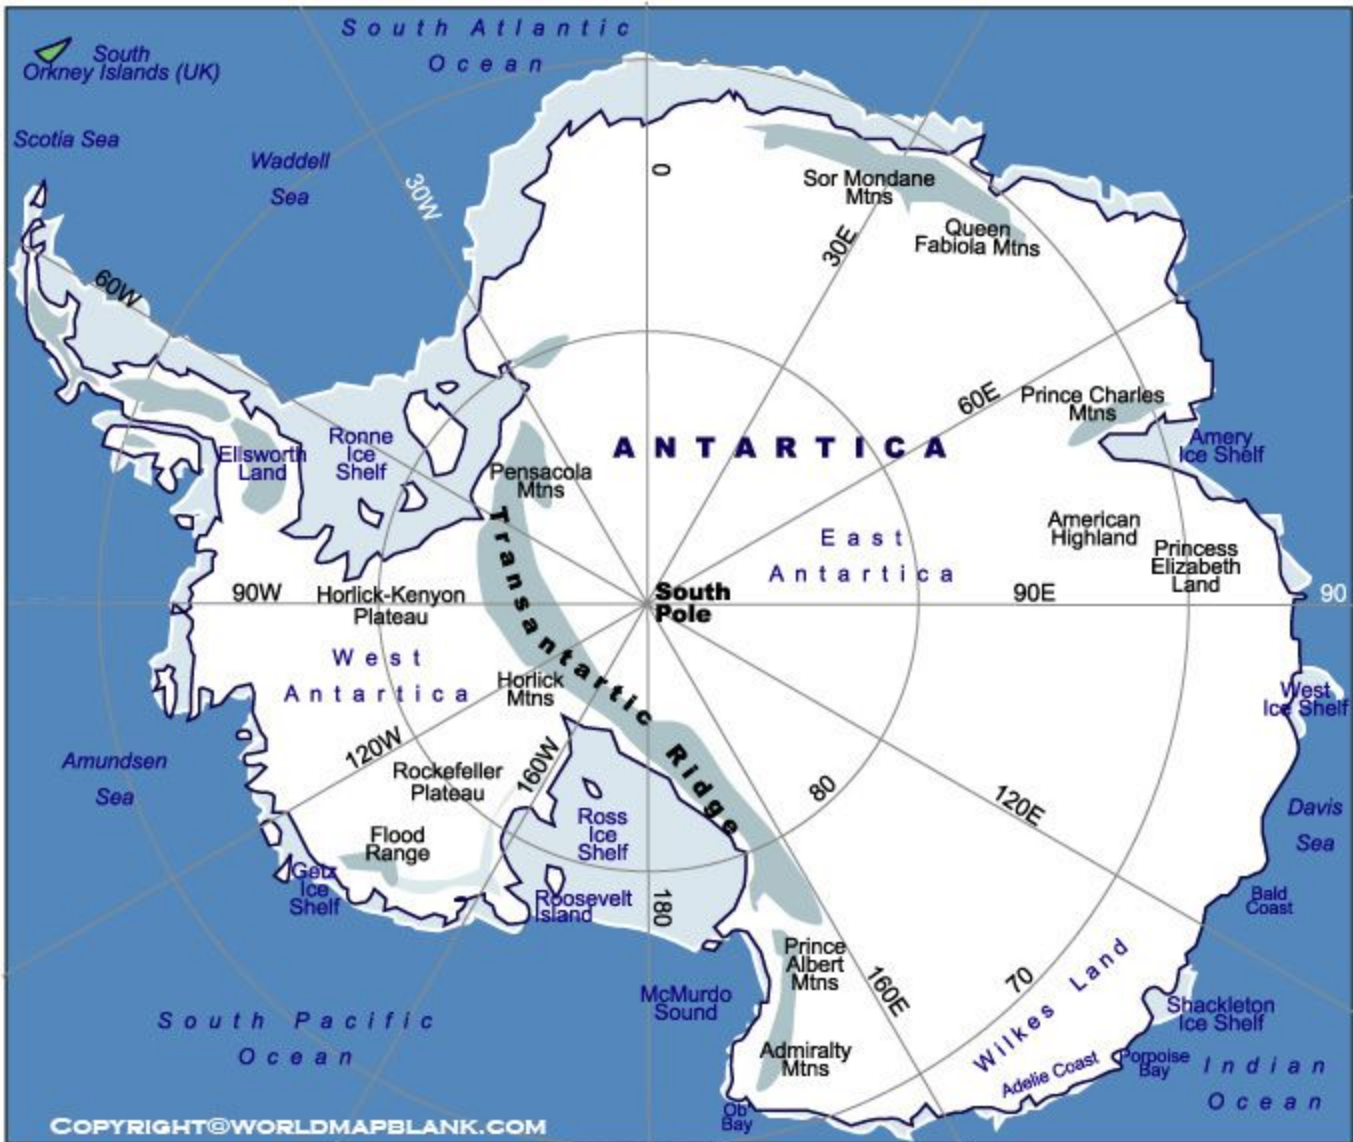 South Atlantic
Ocean
South
Orkney Islands (UK)
Scotia Sea
Waddell
Sea
30W
0
Sor Mondane
Mtns
30E
Queen
Fabiola Mtns
60W
60E
Prince Charles
Mtns
Amery
Ice Shelf
ANTARTICA
Ronne
Ice
Shelf
Ellsworth
Land
Pensacola
Mtns
Transantartic Ridge
East
Antartica
American
Highland
Princess
Elizabeth
Land
90W
Horlick-Kenyon
Plateau
South
Pole
90E
90
West
Antartica
Horlick
Mtns
West
Ice Shelf
120W
160W
Rockefeller
Plateau
80
120E
Amundsen
Sea
Davis
Sea
Ross
Ice
Shelf
Flood
Range
Getz
Ice
Shelf
Roosevelt
Island
180
Bald
Coast
Prince
Albert
Mtns
160E
70
Wilkes Land
McMurdo
Sound
Shackleton
Ice Shelf
South Pacific
Ocean
Admiralty
Mtns
Adelie Coast
Porpoise
Bay
Indian
Ocean
Ob'
Bay
COPYRIGHT©WORLDMAPBLANK.COM